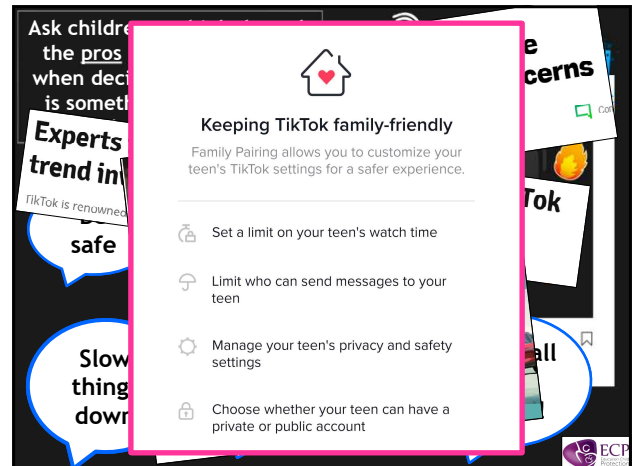 Ask childre
the pros
when deci
is someth
e
cerns
Con
Experts
trend in
TikTok is renowned
Tok
safe
Slow
thing
down
all
Keeping TikTok family-friendly
Family Pairing allows you to customize your
teen's TikTok settings for a safer experience.
Set a limit on your teen's watch time
Limit who can send messages to your
teen
Manage your teen's privacy and safety
settings
Choose whether your teen can have a
private or public account
ECP